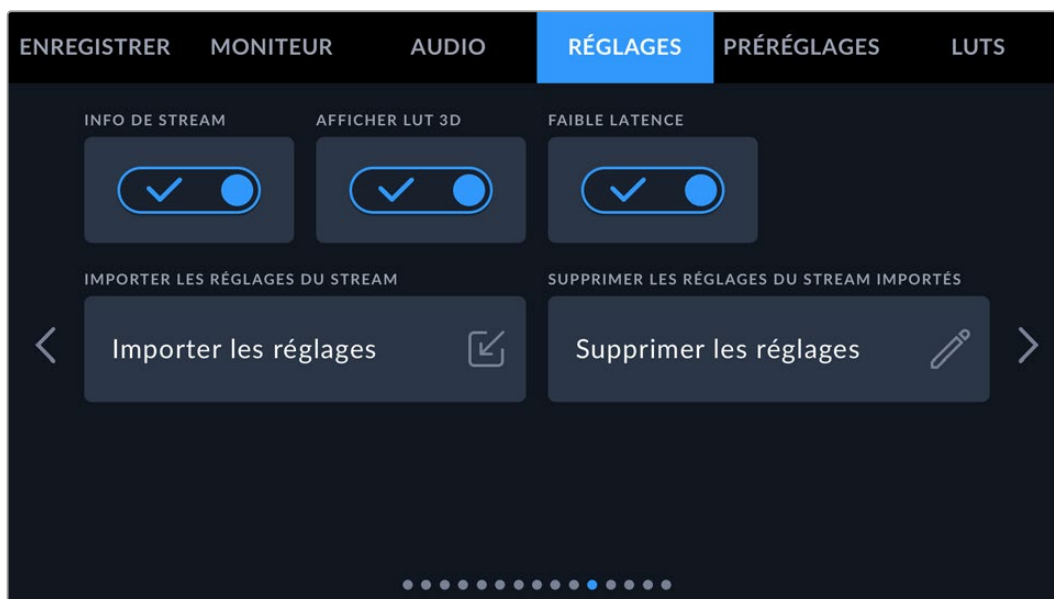 ENREGISTRER MONITEUR AUDIO RÉGLAGES PRÉRÉGLAGES LUTS
INFO DE STREAM AFFICHER LUT 3D FAIBLE LATENCE
IMPORTER LES RÉGLAGES DU STREAM SUPPRIMER LES RÉGLAGES DU STREAM IMPORTÉS
Importer les réglages Supprimer les réglages